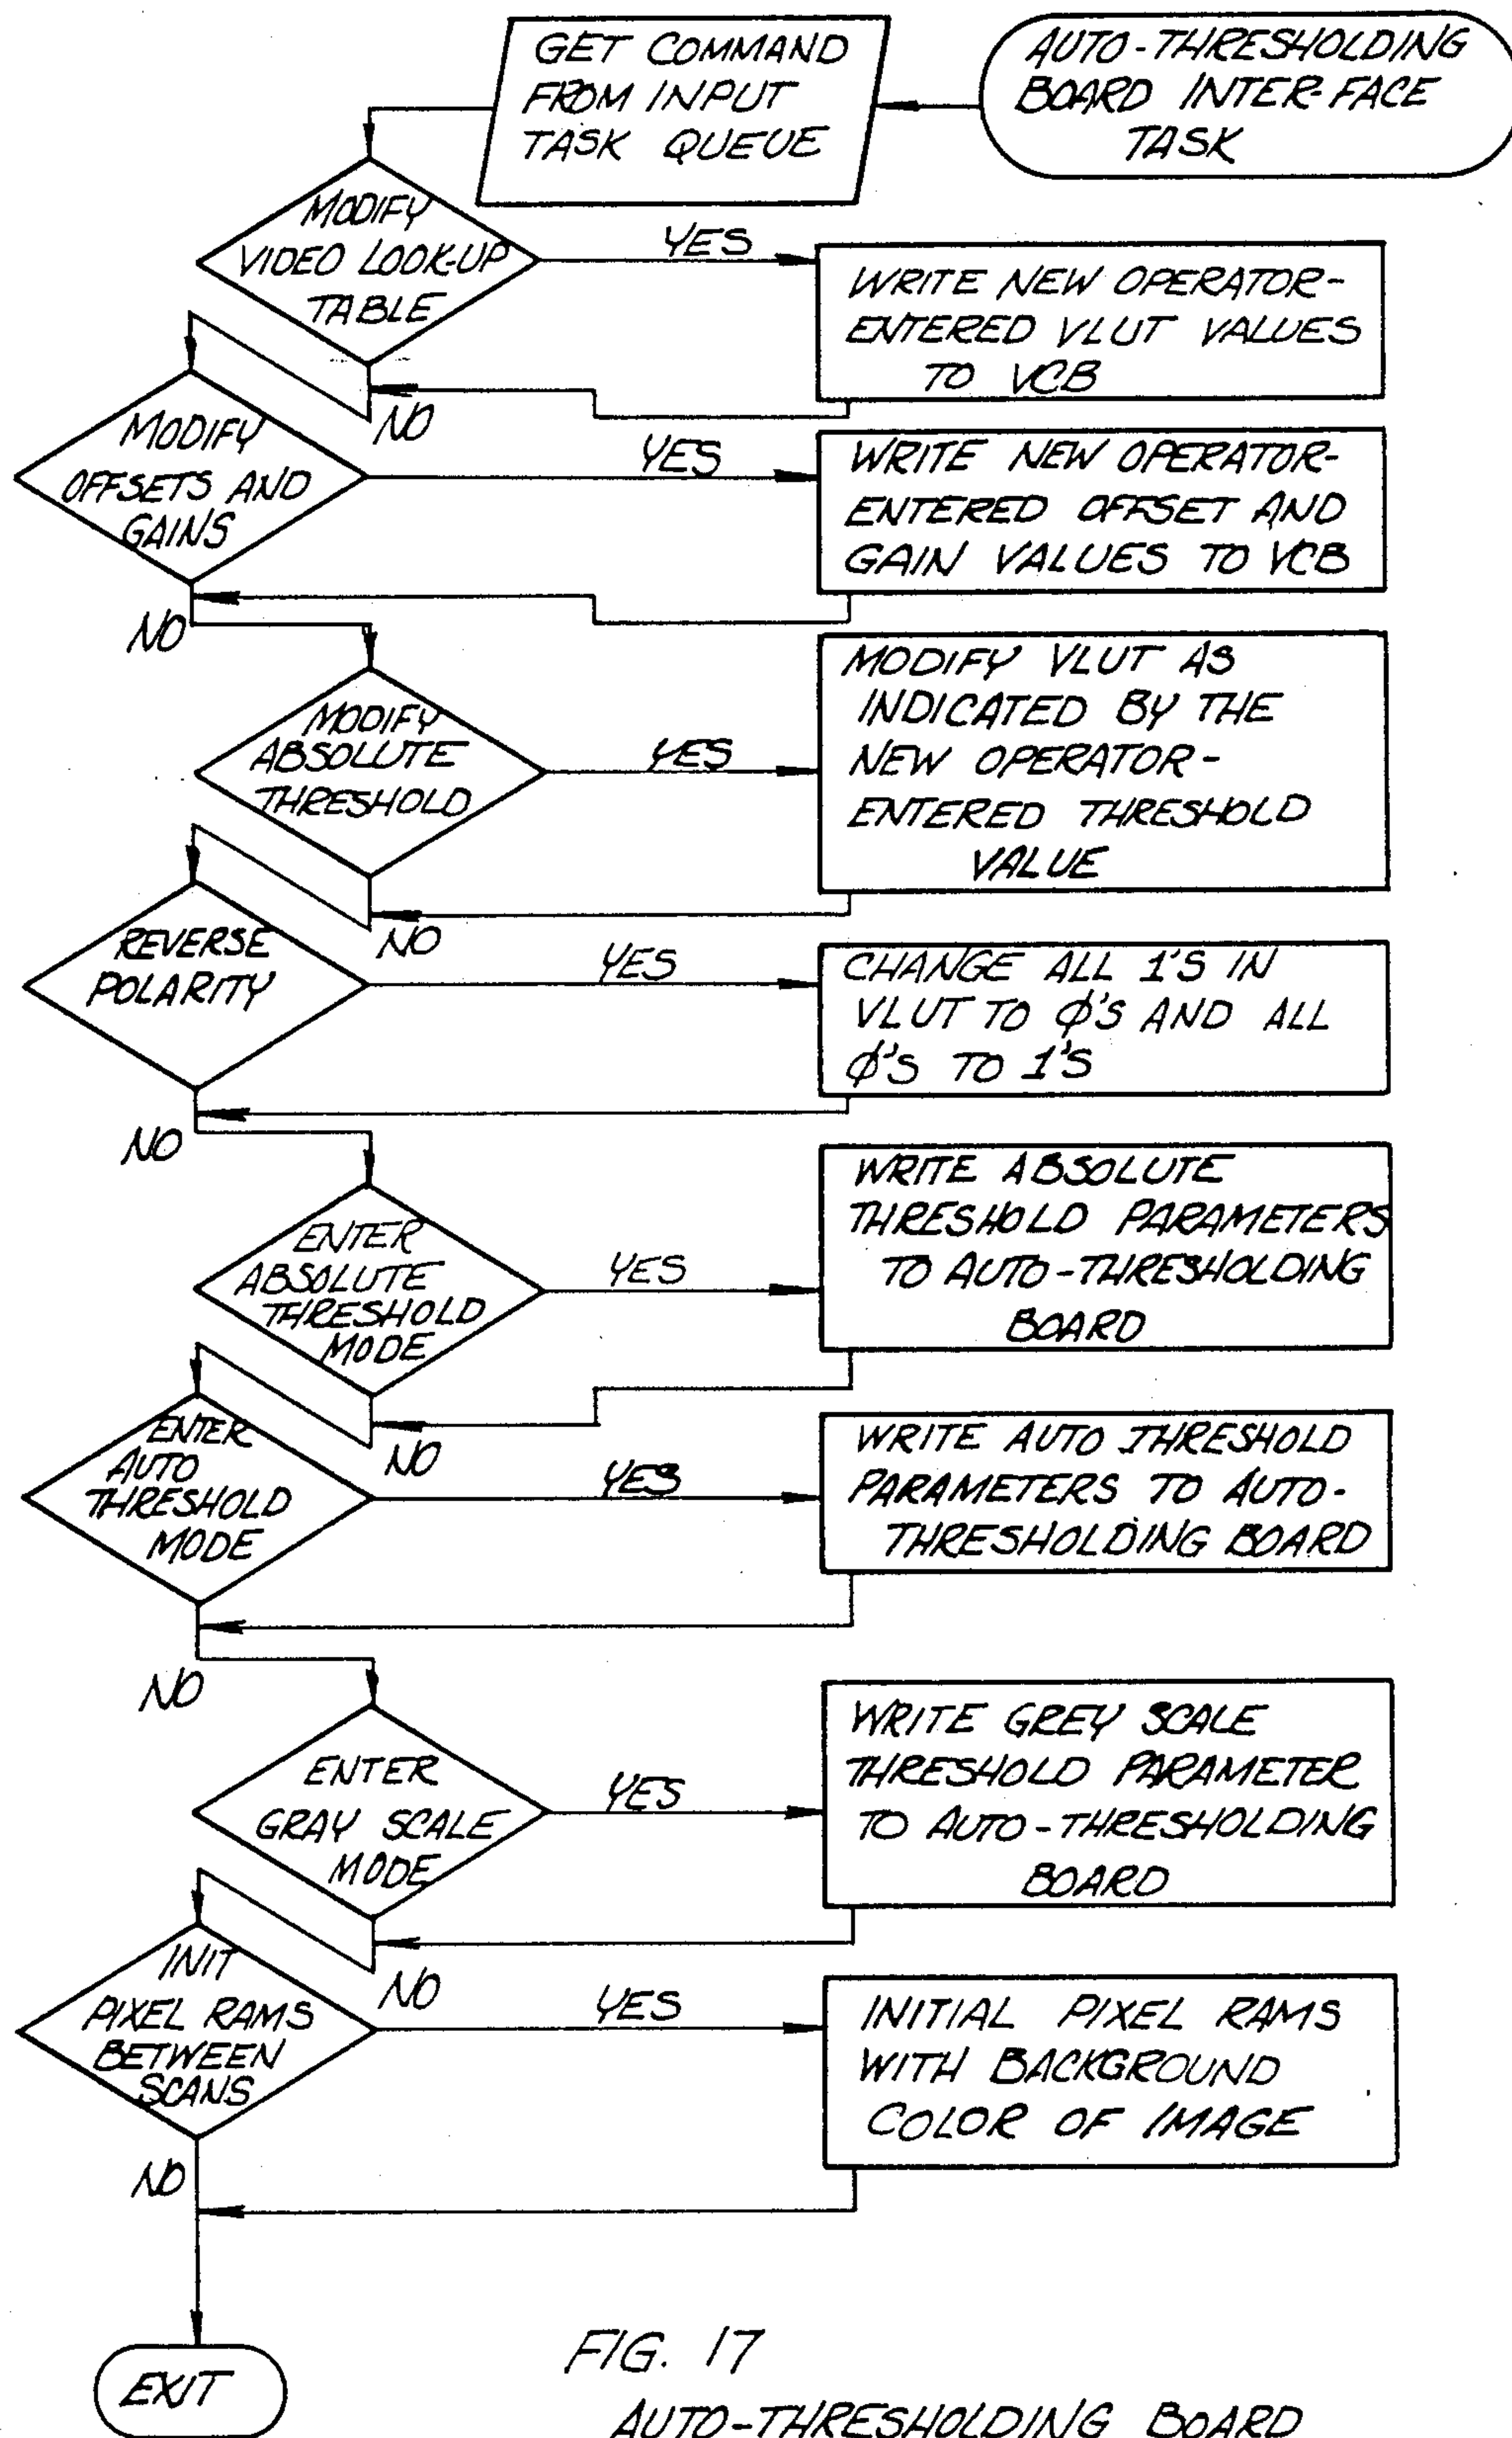 AUTO-THRESHOLDING
BOARD INTER-FACE
TASK
GET COMMAND
FROM INPUT
TASK QUEUE
MODIFY
VIDEO LOOK-UP
TABLE
YES
WRITE NEW OPERATOR-
ENTERED VLUT VALUES
TO VCB
NO
MODIFY
OFFSETS AND
GAINS
YES
WRITE NEW OPERATOR-
ENTERED OFFSET AND
GAIN VALUES TO VCB
NO
MODIFY
ABSOLUTE
THRESHOLD
YES
MODIFY VLUT AS
INDICATED BY THE
NEW OPERATOR-
ENTERED THRESHOLD
VALUE
NO
REVERSE
POLARITY
YES
CHANGE ALL 1'S IN
VLUT TO ϕ'S AND ALL
ϕ'S TO 1'S
NO
ENTER
ABSOLUTE
THRESHOLD
MODE
YES
WRITE ABSOLUTE
THRESHOLD PARAMETERS
TO AUTO-THRESHOLDING
BOARD
NO
ENTER
AUTO
THRESHOLD
MODE
YES
WRITE AUTO THRESHOLD
PARAMETERS TO AUTO-
THRESHOLDING BOARD
NO
ENTER
GRAY SCALE
MODE
YES
WRITE GREY SCALE
THRESHOLD PARAMETER
TO AUTO-THRESHOLDING
BOARD
NO
INIT
PIXEL RAMS
BETWEEN
SCANS
YES
INITIAL PIXEL RAMS
WITH BACKGROUND
COLOR OF IMAGE
NO
EXIT
FIG. 17
AUTO-THRESHOLDING BOARD